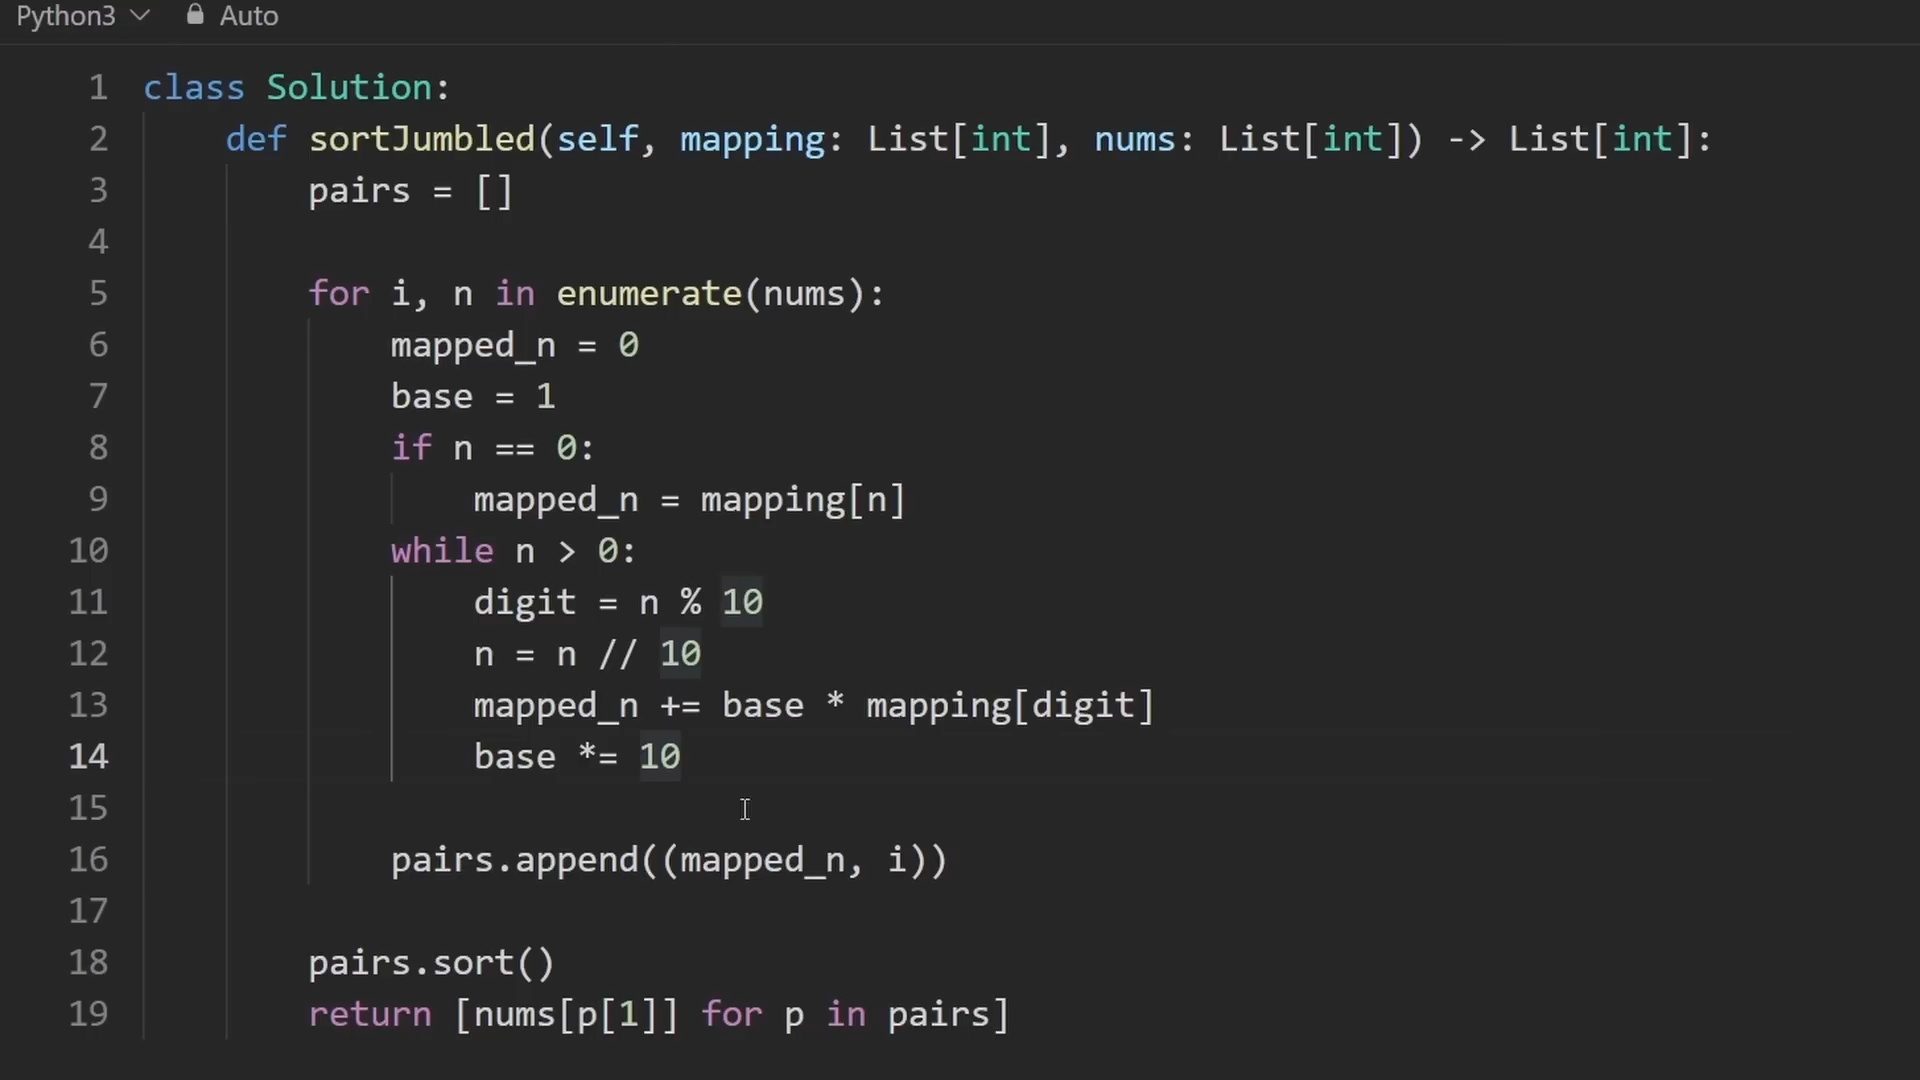 Python3 Auto
1 class Solution:
2 def sortJumbled(self, mapping: List[int], nums: List[int]) -> List[int]:
3 pairs = []
4
5 for i, n in enumerate(nums):
6 mapped_n = 0
7 base = 1
8 if n == 0:
9 mapped_n = mapping[n]
10 while n > 0:
11 digit = n % 10
12 n = n // 10
13 mapped_n += base * mapping[digit]
14 base *= 10
15
16 pairs.append((mapped_n, i))
17
18 pairs.sort()
19 return [nums[p[1]] for p in pairs]